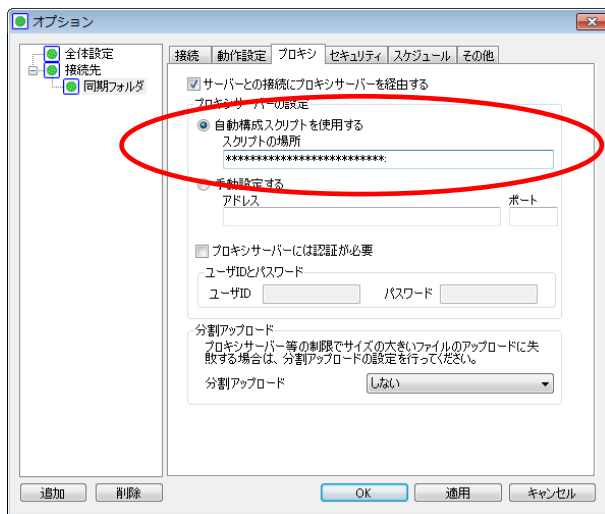 オプション
全体設定
接続先
同期フォルダ
接続 動作設定 プロキシ セキュリティ スケジュール その他
サーバーとの接続にプロキシサーバーを経由する
プロキシサーバーの設定
自動構成スクリプトを使用する
スクリプトの場所
**************************:
手動設定する
アドレス ポート
プロキシサーバーには認証が必要
ユーザIDとパスワード
ユーザID パスワード
分割アップロード
プロキシサーバー等の制限でサイズの大きいファイルのアップロードに失
敗する場合は、分割アップロードの設定を行ってください。
分割アップロード しない
追加 削除 OK 適用 キャンセル